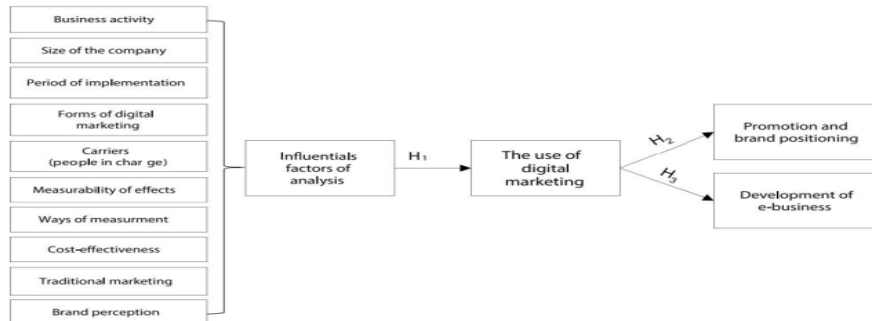 Business activity
Size of the company
Period of implementation
Forms of digital
marketing
Carriers
(people in char ge)
Measurability of effects
Ways of measurment
Cost-effectiveness
Traditional marketing
Brand perception
Influentials
factors of
analysis
H1
The use of
digital
marketing
H2
H3
Promotion and
brand positioning
Development of
e-business